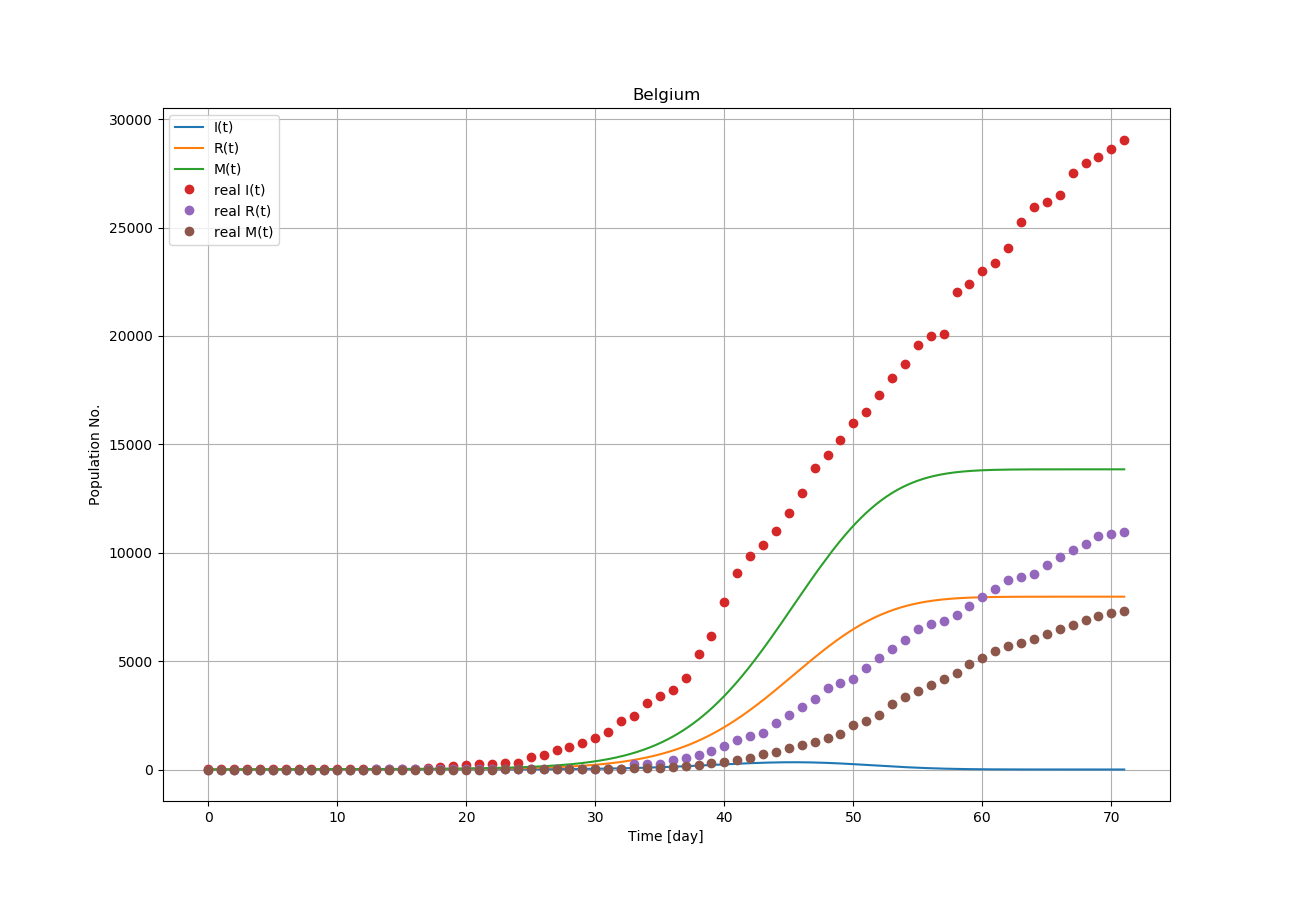 Belgium
I(t)
R(t)
M(t)
real I(t)
real R(t)
real M(t)
30000
25000
20000
15000
10000
5000
0
Population No.
0 10 20 30 40 50 60 70
Time [day]